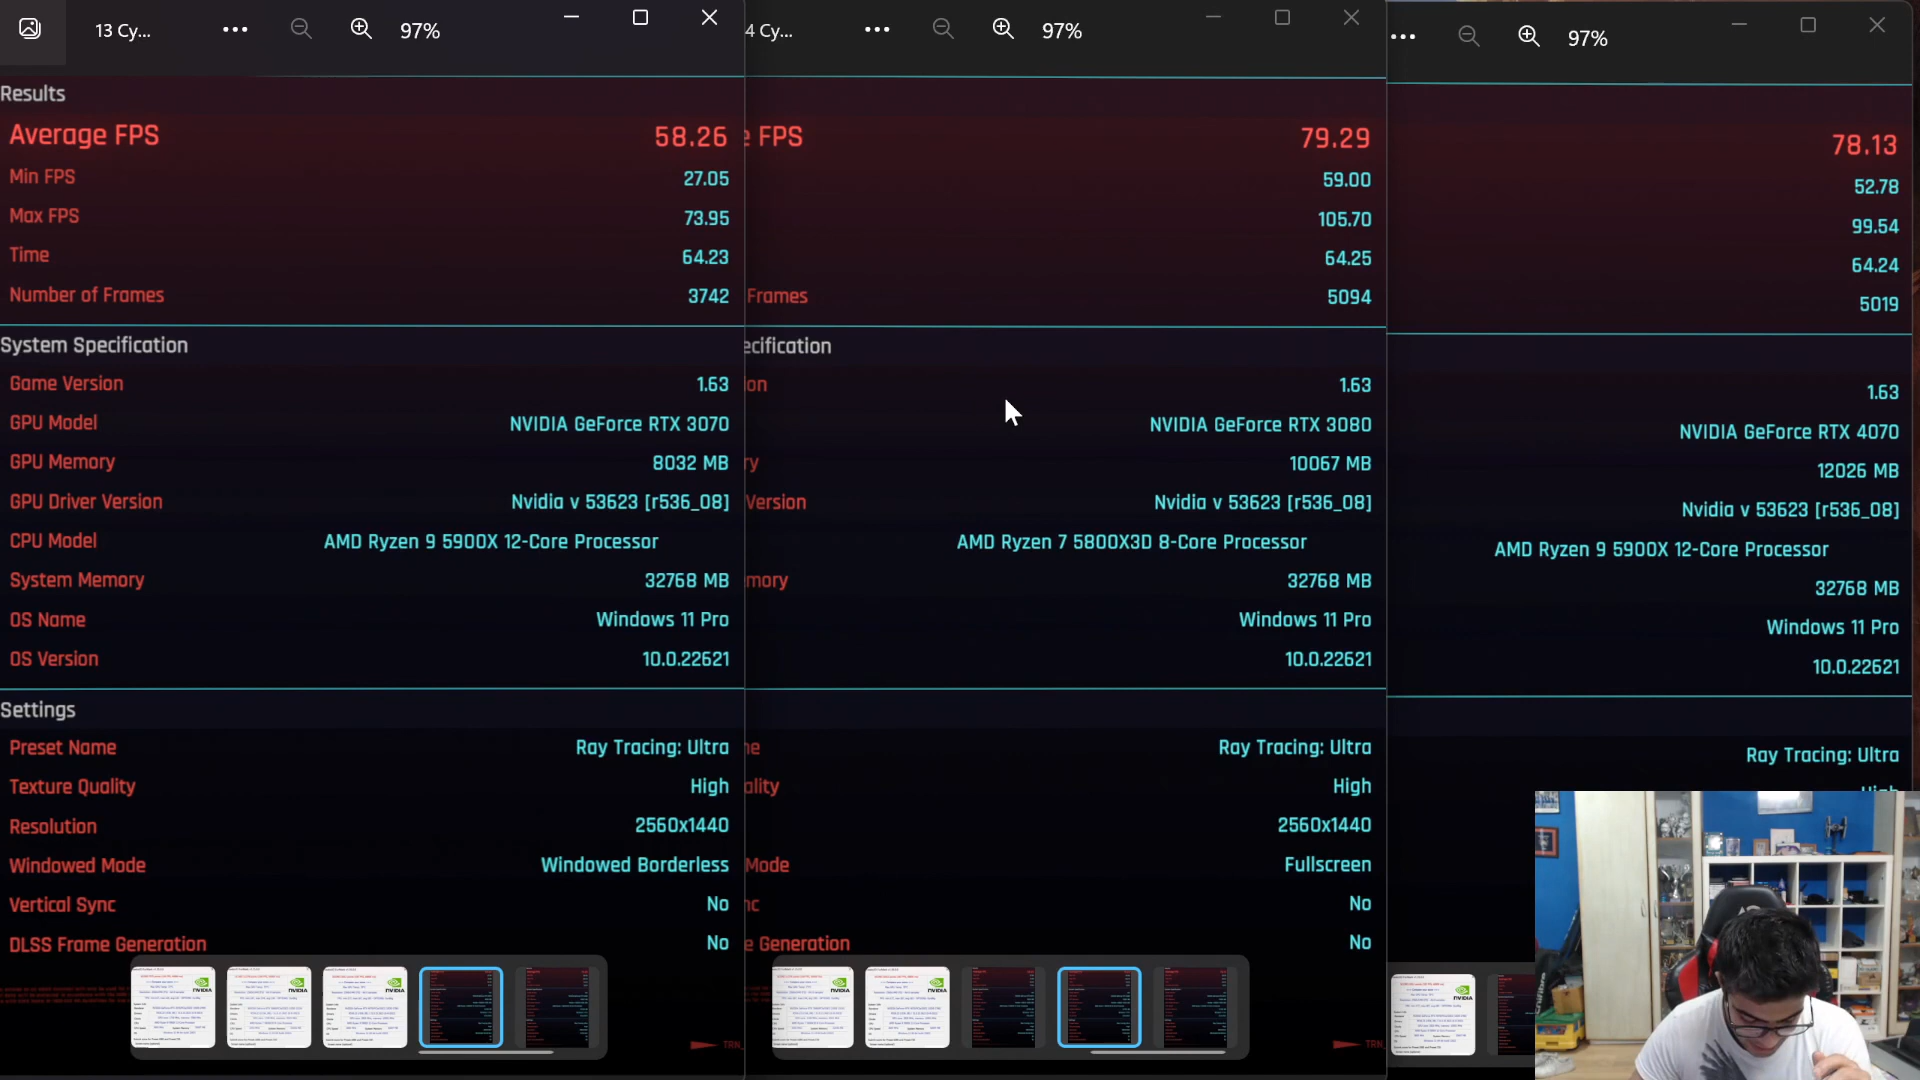 13 Cy...
97%
Results
Average FPS 58.26
Min FPS 27.05
Max FPS 73.95
Time 64.23
Number of Frames 3742
System Specification
Game Version 1.63
GPU Model NVIDIA GeForce RTX 3070
GPU Memory 8032 MB
GPU Driver Version Nvidia v 53623 [r536_08]
CPU Model AMD Ryzen 9 5900X 12-Core Processor
System Memory 32768 MB
OS Name Windows 11 Pro
OS Version 10.0.22621
Settings
Preset Name Ray Tracing: Ultra
Texture Quality High
Resolution 2560x1440
Windowed Mode Windowed Borderless
Vertical Sync No
DLSS Frame Generation No
4 Cy...
97%
e FPS 79.29
59.00
105.70
64.25
Frames 5094
ecification
ion 1.63
NVIDIA GeForce RTX 3080
ry 10067 MB
Version Nvidia v 53623 [r536_08]
AMD Ryzen 7 5800X3D 8-Core Processor
mory 32768 MB
Windows 11 Pro
10.0.22621
ne Ray Tracing: Ultra
ality High
2560x1440
Mode Fullscreen
nc No
e Generation No
97%
78.13
52.78
99.54
64.24
5019
1.63
NVIDIA GeForce RTX 4070
12026 MB
Nvidia v 53623 [r536_08]
AMD Ryzen 9 5900X 12-Core Processor
32768 MB
Windows 11 Pro
10.0.22621
Ray Tracing: Ultra
High